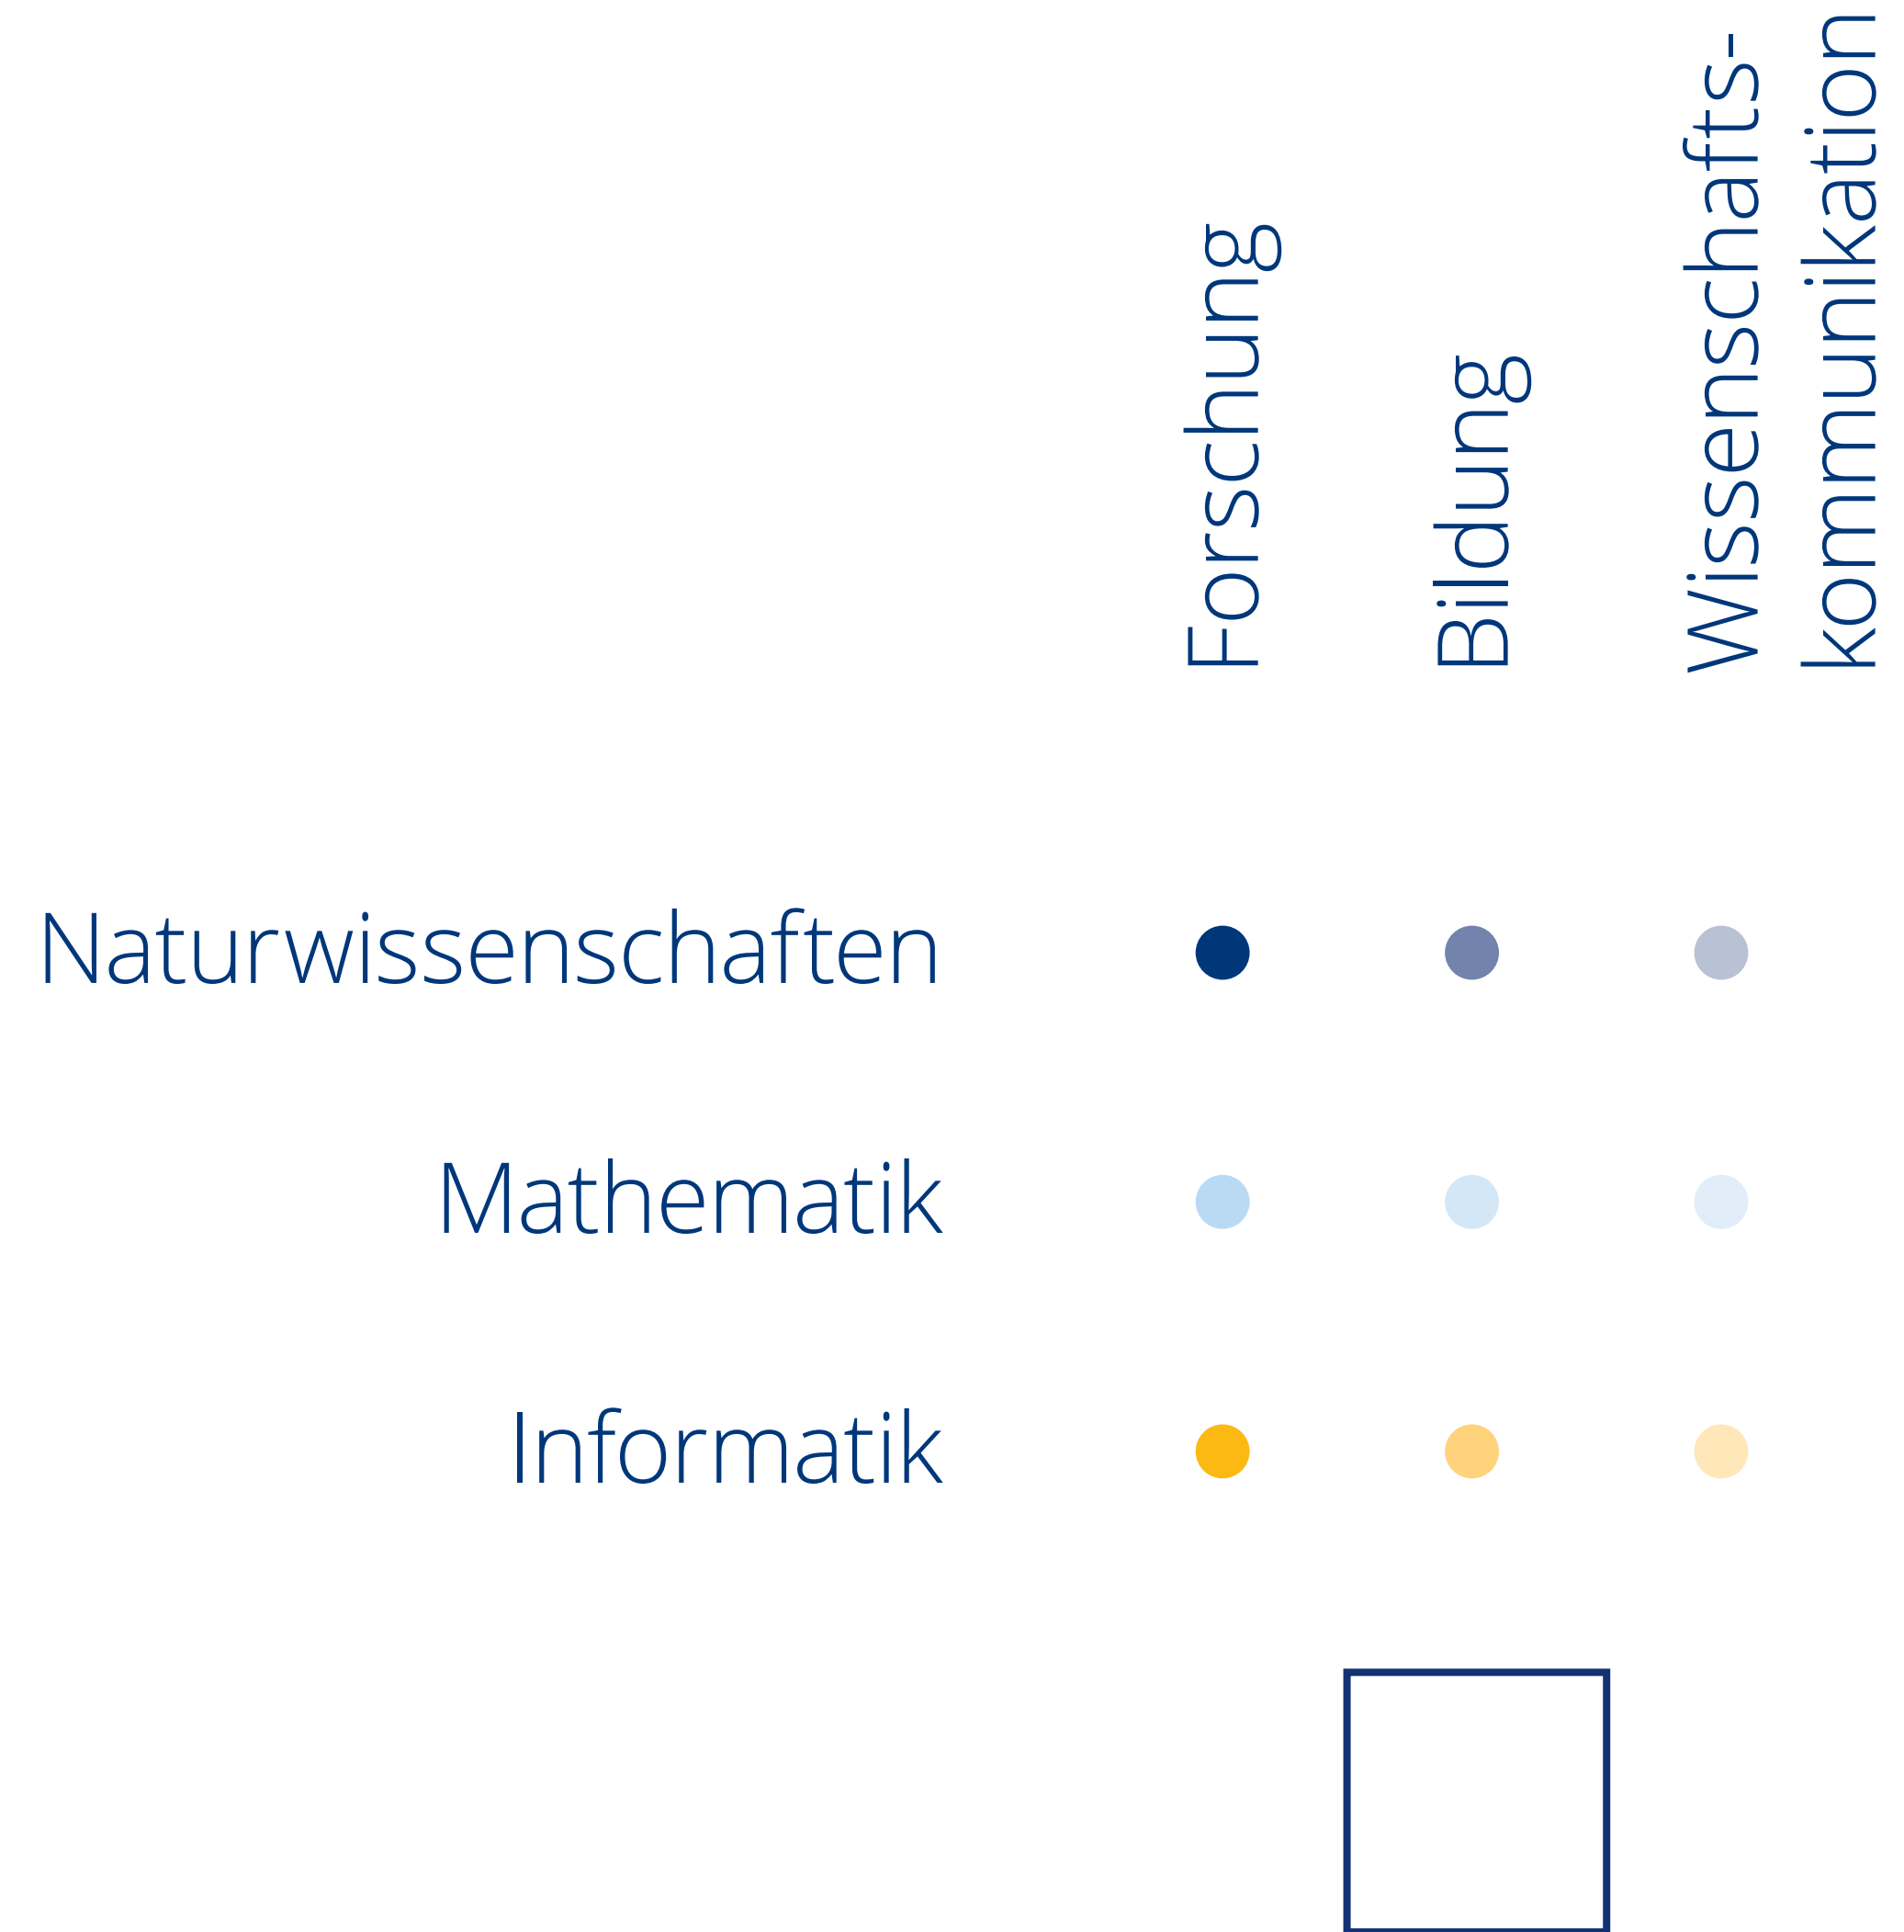 Forschung
Bildung
Wissenschafts-
kommunikation
Naturwissenschaften
Mathematik
Informatik